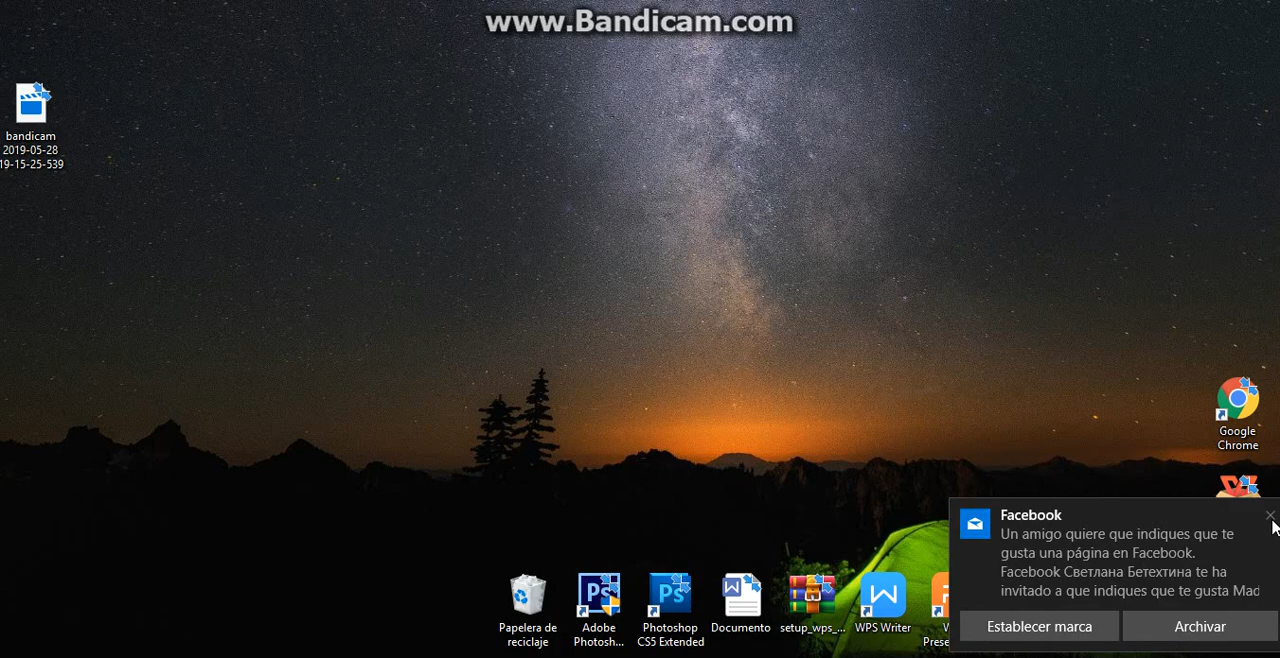 www.Bandicam.com
bandicam
2019-05-28
19-15-25-539
Google
Chrome
Facebook
Un amigo quiere que indiques que te
gusta una página en Facebook.
Facebook Светлана Бетехтина te ha
invitado a que indiques que te gusta Mad
Establecer marca
Archivar
Papelera de
reciclaje
Adobe
Photosh...
Photoshop
CS5 Extended
Documento
setup_wps_...
WPS Writer
W
Prese